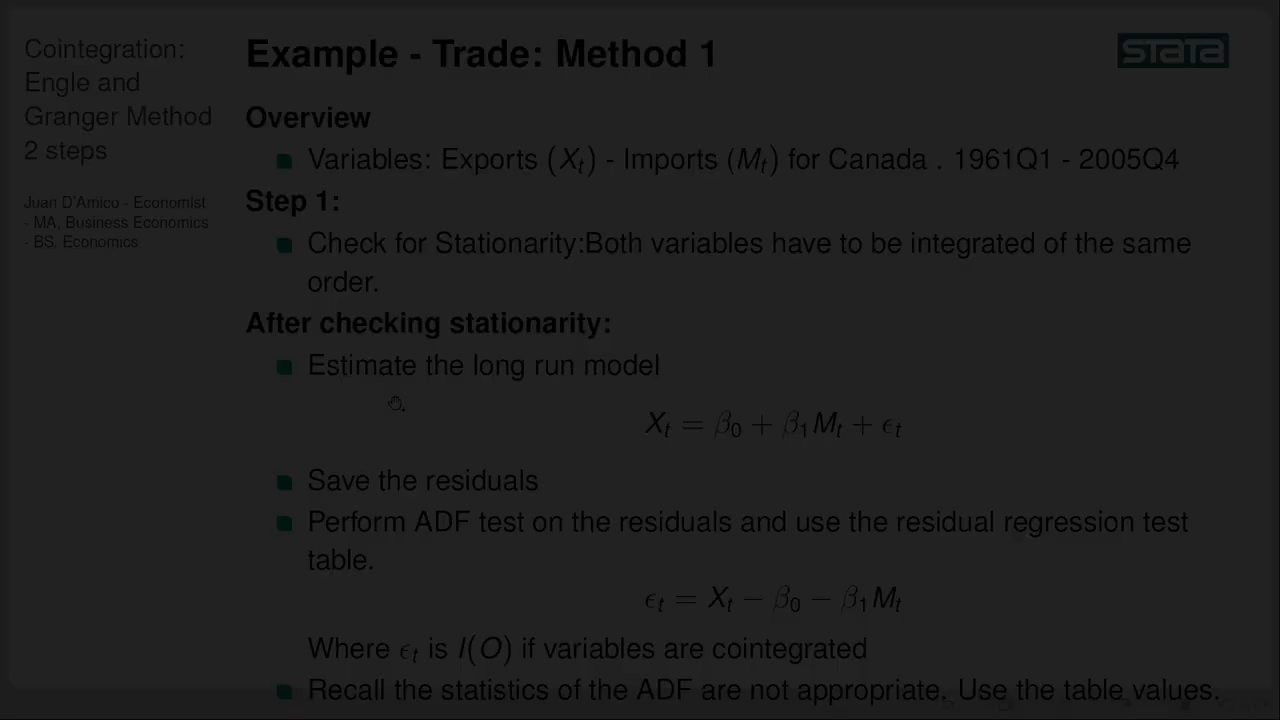 Cointegration:
Engle and
Granger Method
2 steps
Juan D'Amico - Economist
- MA, Business Economics
- BS. Economics
Example - Trade: Method 1
STATA
Overview
Variables: Exports (Xₜ) - Imports (Mₜ) for Canada . 1961Q1 - 2005Q4
Step 1:
Check for Stationarity:Both variables have to be integrated of the same
order.
After checking stationarity:
Estimate the long run model
Xₜ = β₀ + β₁Mₜ + ϵₜ
Save the residuals
Perform ADF test on the residuals and use the residual regression test
table.
ϵₜ = Xₜ − β₀ − β₁Mₜ
Where ϵₜ is I(O) if variables are cointegrated
Recall the statistics of the ADF are not appropriate. Use the table values.